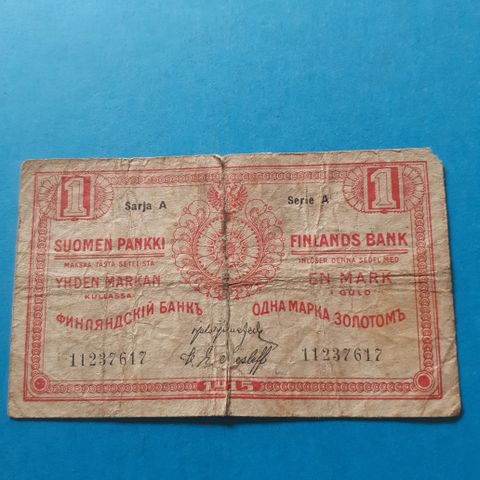 1 1
Sarja A Serie A
SUOMEN PANKKI FINLANDS BANK
MAKSAA TÄSTÄ SETELISTÄ INLÖSER DENNA SEDEL MED
YHDEN MARKAN EN MARK
KULLASSA I GULD
ФИНЛЯНДСКІЙ БАНКЪ ОДНА МАРКА ЗОЛОТОМЪ
11237617 11237617
1915